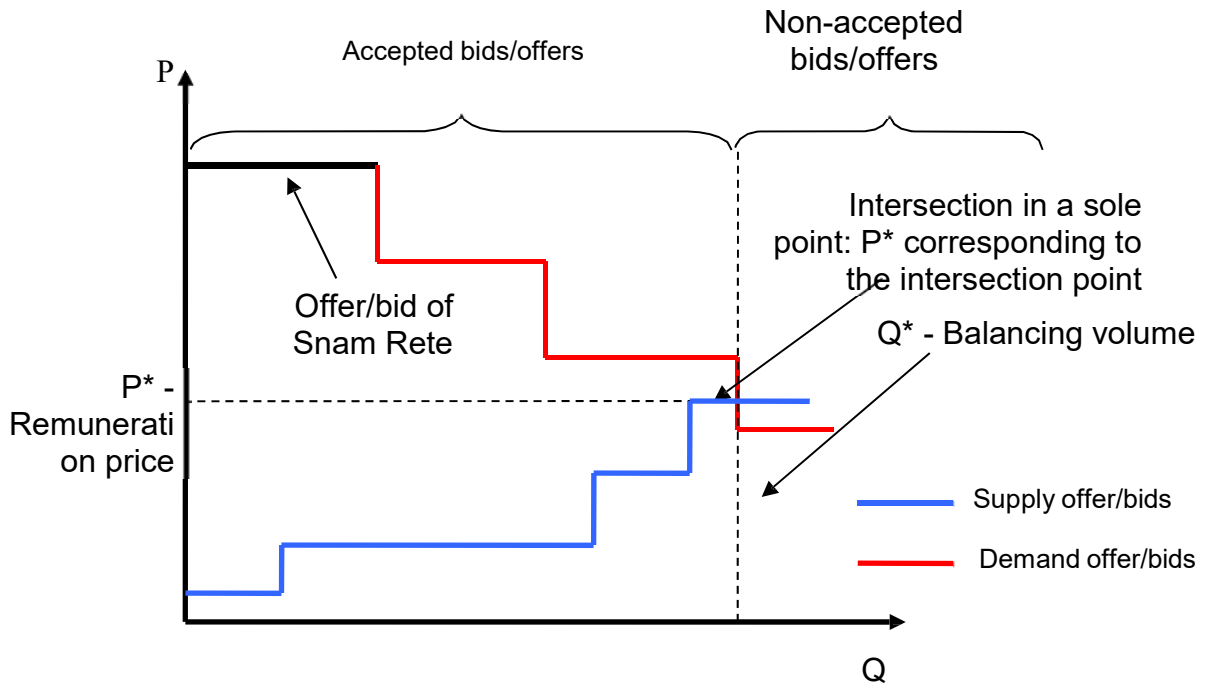 Accepted bids/offers
Non-accepted
bids/offers
P
Intersection in a sole
point: P* corresponding to
the intersection point
Offer/bid of
Snam Rete
Q* - Balancing volume
P* -
Remunerati
on price
Supply offer/bids
Demand offer/bids
Q